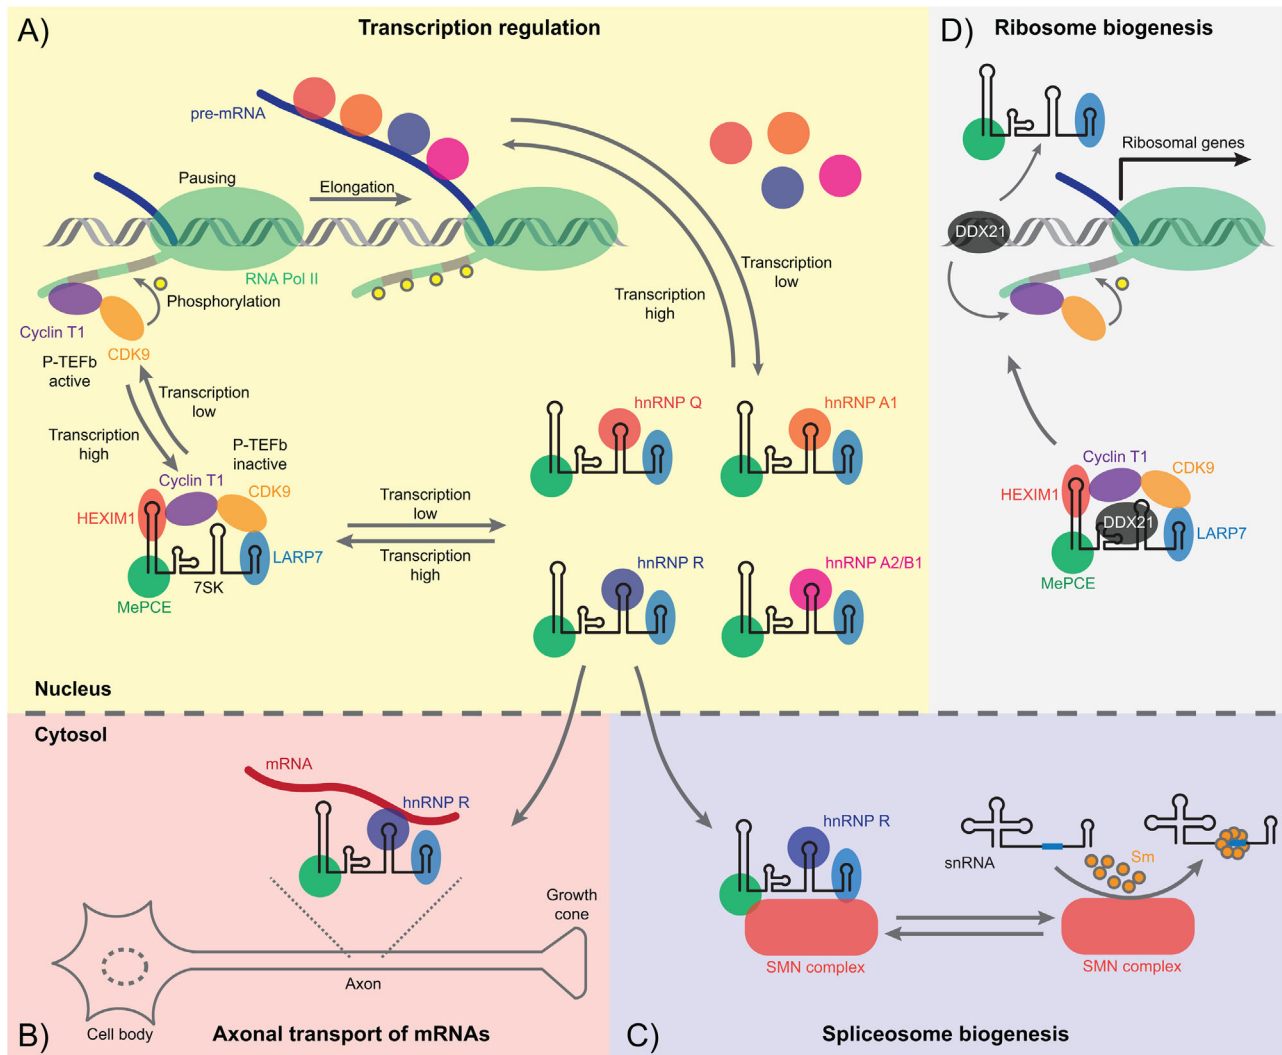 A)
Transcription regulation
pre-mRNA
Pausing
Elongation
RNA Pol II
Phosphorylation
Cyclin T1
CDK9
P-TEFb
active
Transcription
low
Transcription
high
P-TEFb
inactive
Cyclin T1
CDK9
HEXIM1
LARP7
7SK
MePCE
Transcription
low
Transcription
high
Transcription
low
Transcription
high
hnRNP Q
hnRNP A1
hnRNP R
hnRNP A2/B1
Nucleus
D)
Ribosome biogenesis
Ribosomal genes
DDX21
Cyclin T1
CDK9
HEXIM1
DDX21
LARP7
MePCE
Cytosol
mRNA
hnRNP R
Growth
cone
Axon
Cell body
B)
Axonal transport of mRNAs
hnRNP R
snRNA
Sm
SMN complex
SMN complex
C)
Spliceosome biogenesis